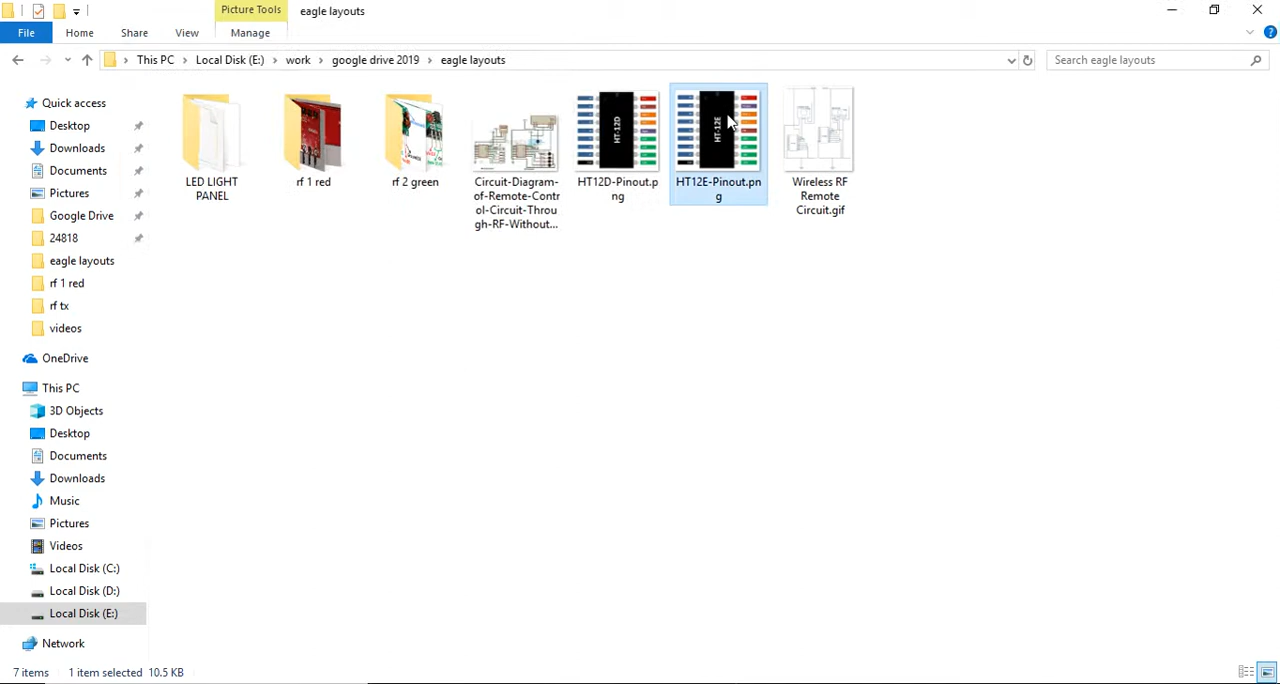 Picture Tools
eagle layouts
File
Home
Share
View
Manage
This PC
Local Disk (E:)
work
google drive 2019
eagle layouts
Search eagle layouts
Quick access
Desktop
Downloads
Documents
Pictures
Google Drive
24818
eagle layouts
rf 1 red
rf tx
videos
OneDrive
This PC
3D Objects
Desktop
Documents
Downloads
Music
Pictures
Videos
Local Disk (C:)
Local Disk (D:)
Local Disk (E:)
Network
LED LIGHT
PANEL
rf 1 red
rf 2 green
Circuit-Diagram-
of-Remote-Contr
ol-Circuit-Throu
gh-RF-Without...
HT-12D
HT12D-Pinout.p
ng
HT-12E
HT12E-Pinout.pn
g
Wireless RF
Remote
Circuit.gif
7 items
1 item selected 10.5 KB